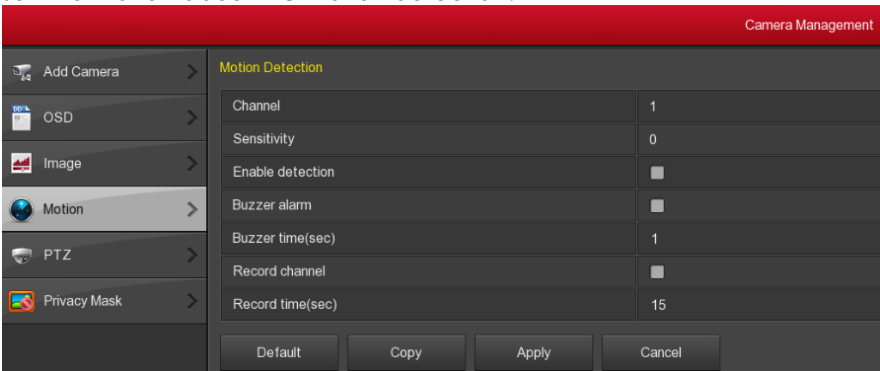 Camera Management
Add Camera
OSD
Image
Motion
PTZ
Privacy Mask
Motion Detection
Channel 1
Sensitivity 0
Enable detection
Buzzer alarm
Buzzer time(sec) 1
Record channel
Record time(sec) 15
Default Copy Apply Cancel